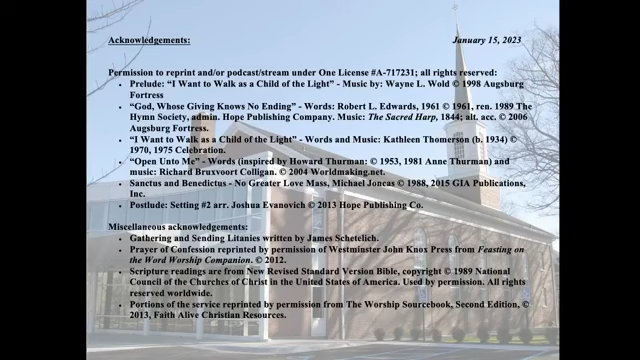 Acknowledgements: January 15, 2023
Permission to reprint and/or podcast/stream under One License #A-717231; all rights reserved:
• Prelude: “I Want to Walk as a Child of the Light” - Music by: Wayne L. Wold © 1998 Augsburg
Fortress
• “God, Whose Giving Knows No Ending” - Words: Robert L. Edwards, 1961 © 1961, ren. 1989 The
Hymn Society, admin. Hope Publishing Company. Music: The Sacred Harp, 1844; alt. acc. © 2006
Augsburg Fortress.
• “I Want to Walk as a Child of the Light” - Words and Music: Kathleen Thomerson (b. 1934) ©
1970, 1975 Celebration.
• “Open Unto Me” - Words (inspired by Howard Thurman: © 1953, 1981 Anne Thurman) and
music: Richard Bruxvoort Colligan. © 2004 Worldmaking.net.
• Sanctus and Benedictus - No Greater Love Mass, Michael Joncas © 1988, 2015 GIA Publications,
Inc.
• Postlude: Setting #2 arr. Joshua Evanovich © 2013 Hope Publishing Co.
Miscellaneous acknowledgements:
• Gathering and Sending Litanies written by James Schetelich.
• Prayer of Confession reprinted by permission of Westminster John Knox Press from Feasting on
the Word Worship Companion. © 2012.
• Scripture readings are from New Revised Standard Version Bible, copyright © 1989 National
Council of the Churches of Christ in the United States of America. Used by permission. All rights
reserved worldwide.
• Portions of the service reprinted by permission from The Worship Sourcebook, Second Edition, ©
2013, Faith Alive Christian Resources.